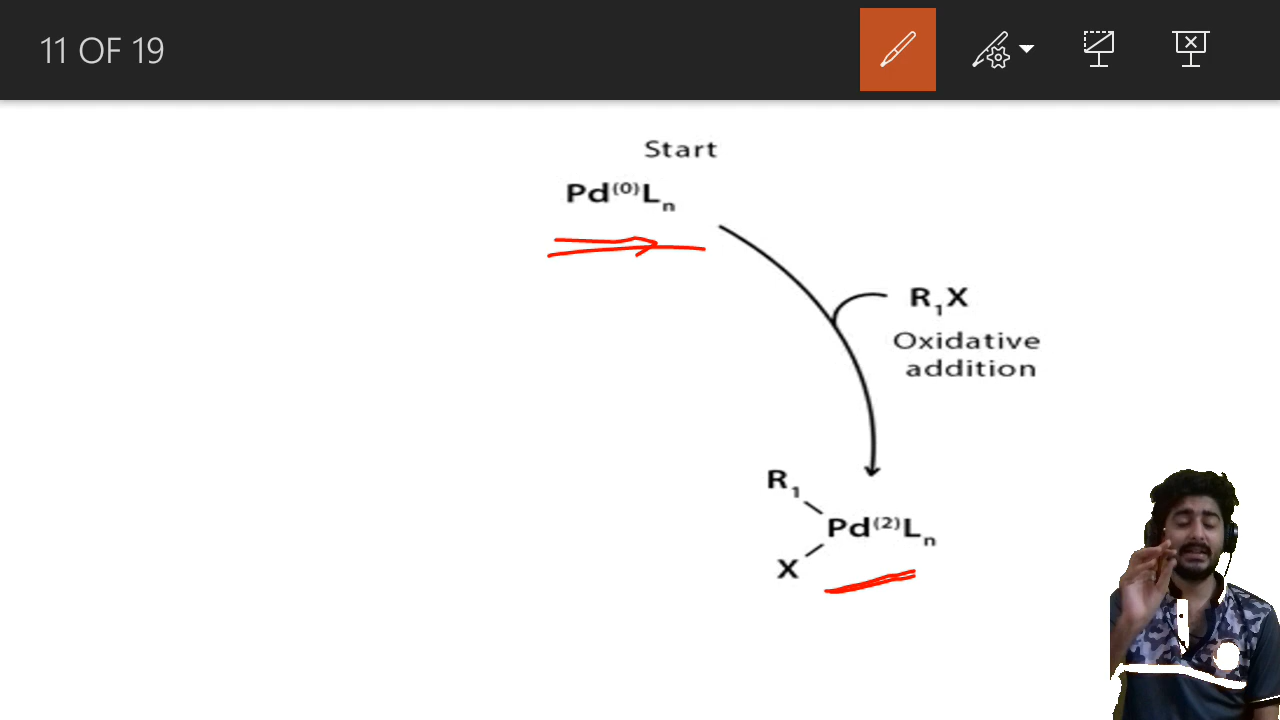 11 OF 19
Start
Pd(0)Ln
R1X
Oxidative
addition
R1
Pd(2)Ln
X